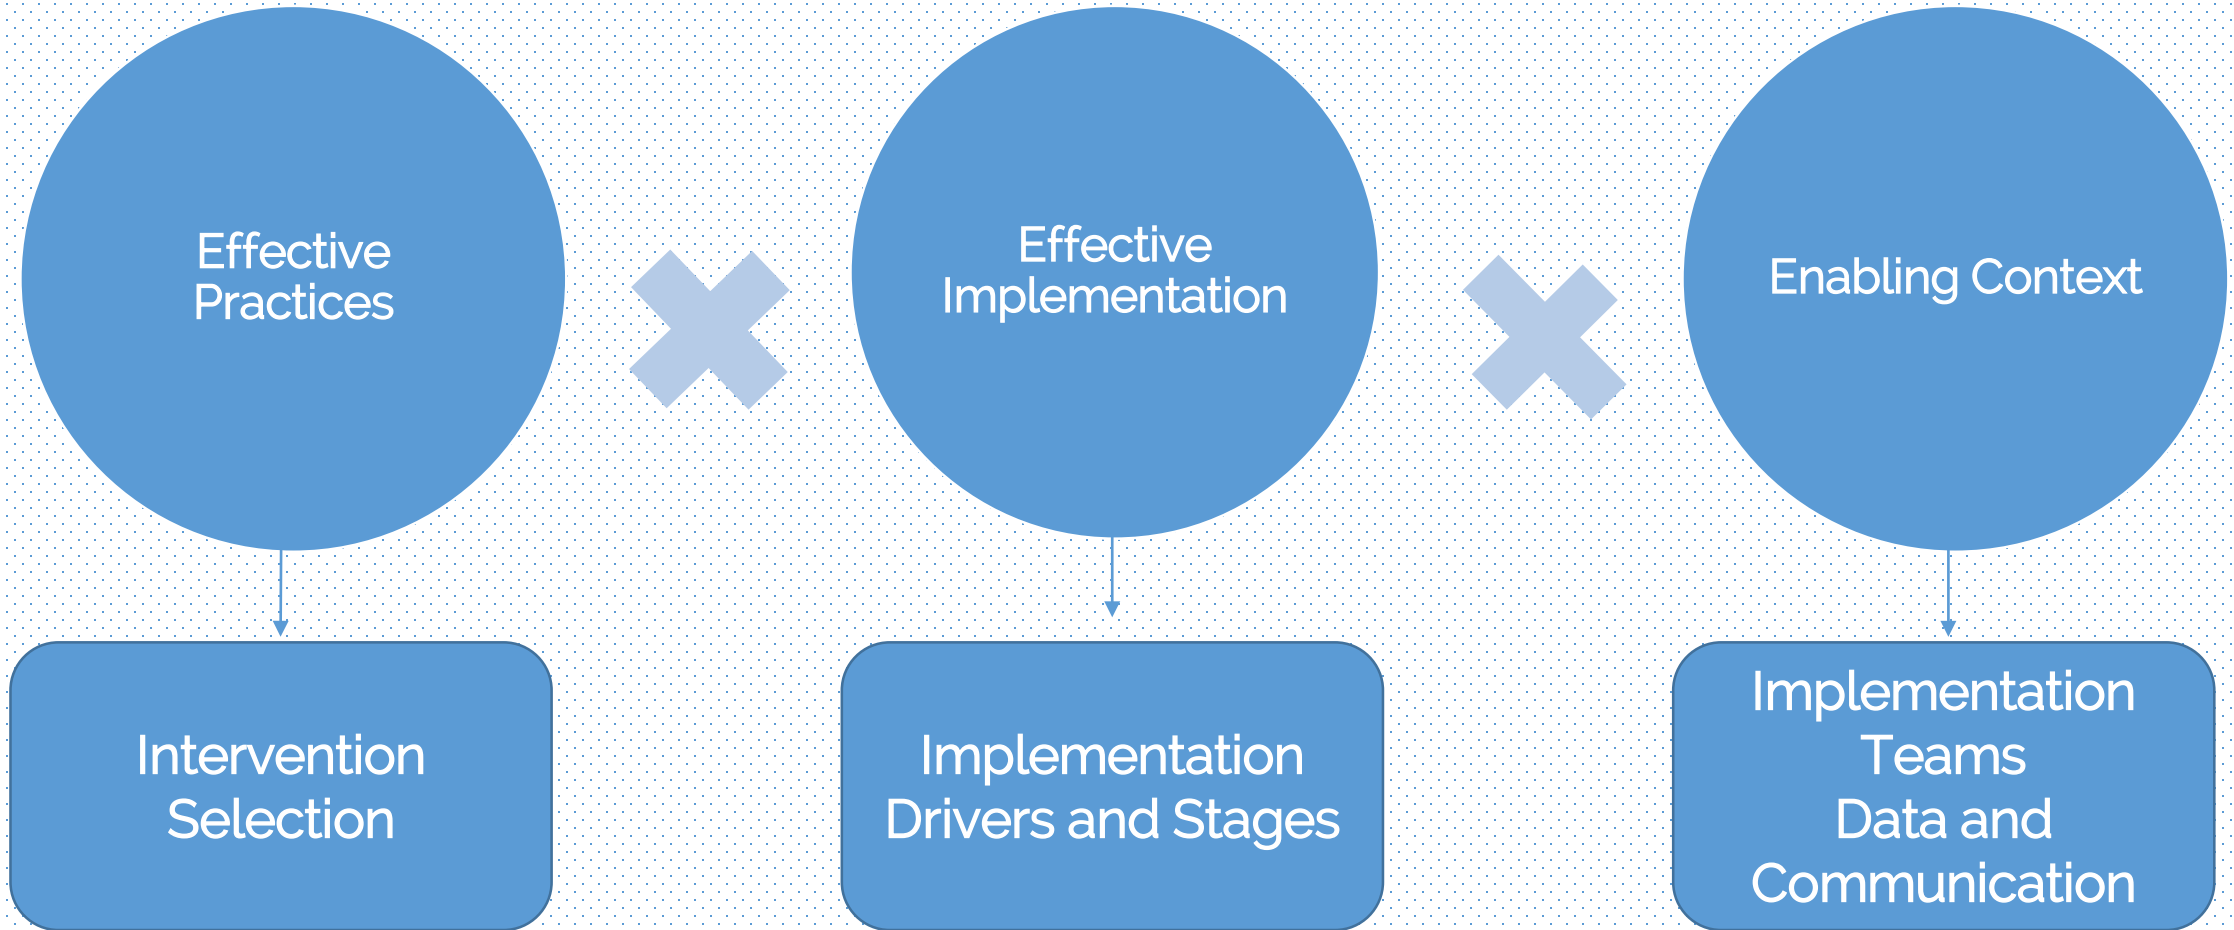 Effective
Practices
Effective
Implementation
Enabling Context
Intervention
Selection
Implementation
Drivers and Stages
Implementation
Teams
Data and
Communication